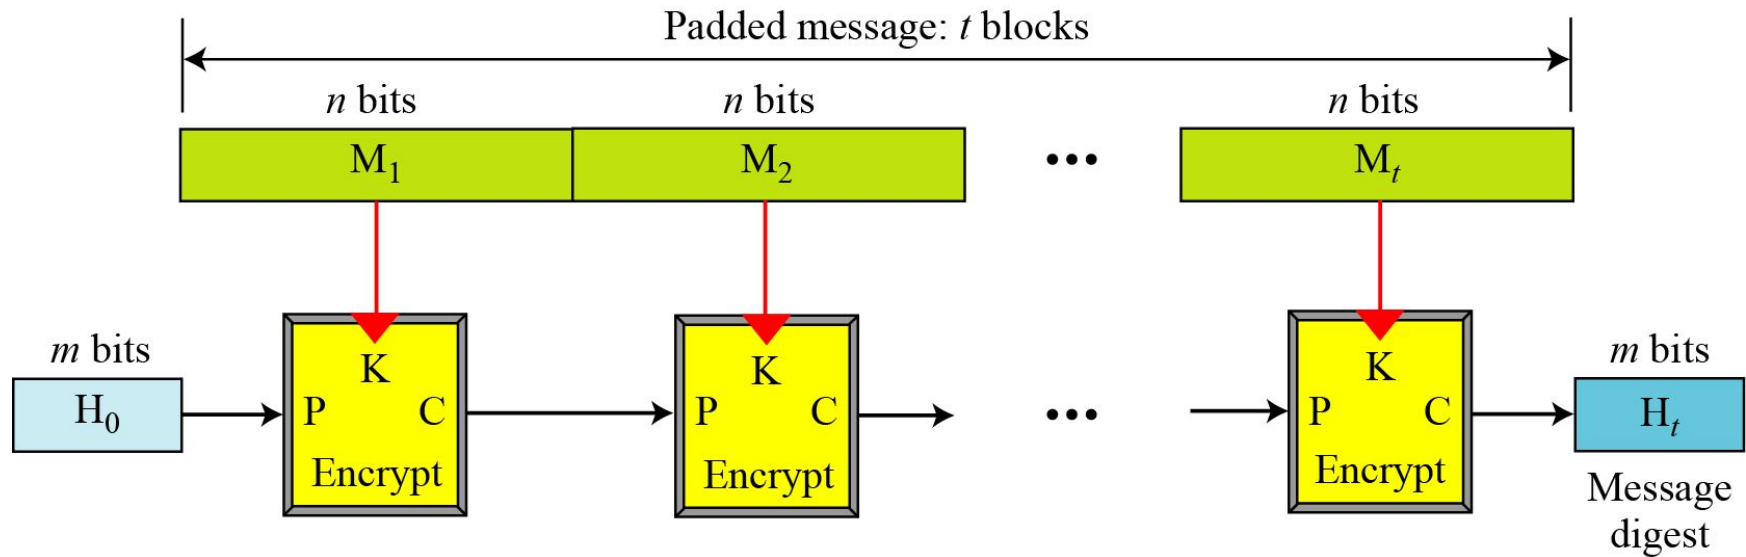 Padded message: t blocks
n bits n bits n bits
M1 M2 ... Mt
m bits K K K m bits
H0 P C P C ... P C Ht
Encrypt Encrypt Encrypt
Message
digest